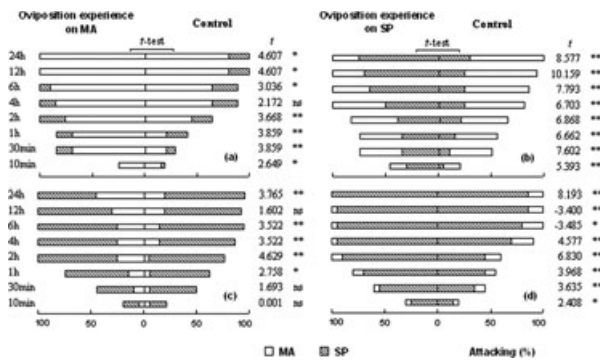 Oviposition experience on MA Control Oviposition experience on SP Control
t-test t t-test t
24h 4.607 * 8.577 **
12h 4.607 * 10.159 **
6h 3.036 * 7.793 **
4h 2.172 ns 6.703 **
2h 3.668 ** 6.868 **
1h 3.859 ** 6.662 **
30min 3.859 ** 7.602 **
10min 2.649 * 5.393 **
(a) (b)
24h 3.765 ** 8.193 **
12h 1.602 ns -3.400 **
6h 3.522 ** -3.485 *
4h 3.522 ** 4.577 **
2h 4.629 ** 6.830 **
1h 2.758 * 3.968 **
30min 1.693 ns 3.635 **
10min 0.001 ns 2.408 *
(c) (d)
100 50 0 50 100 100 50 0 50 100
MA SP Attacking (%)